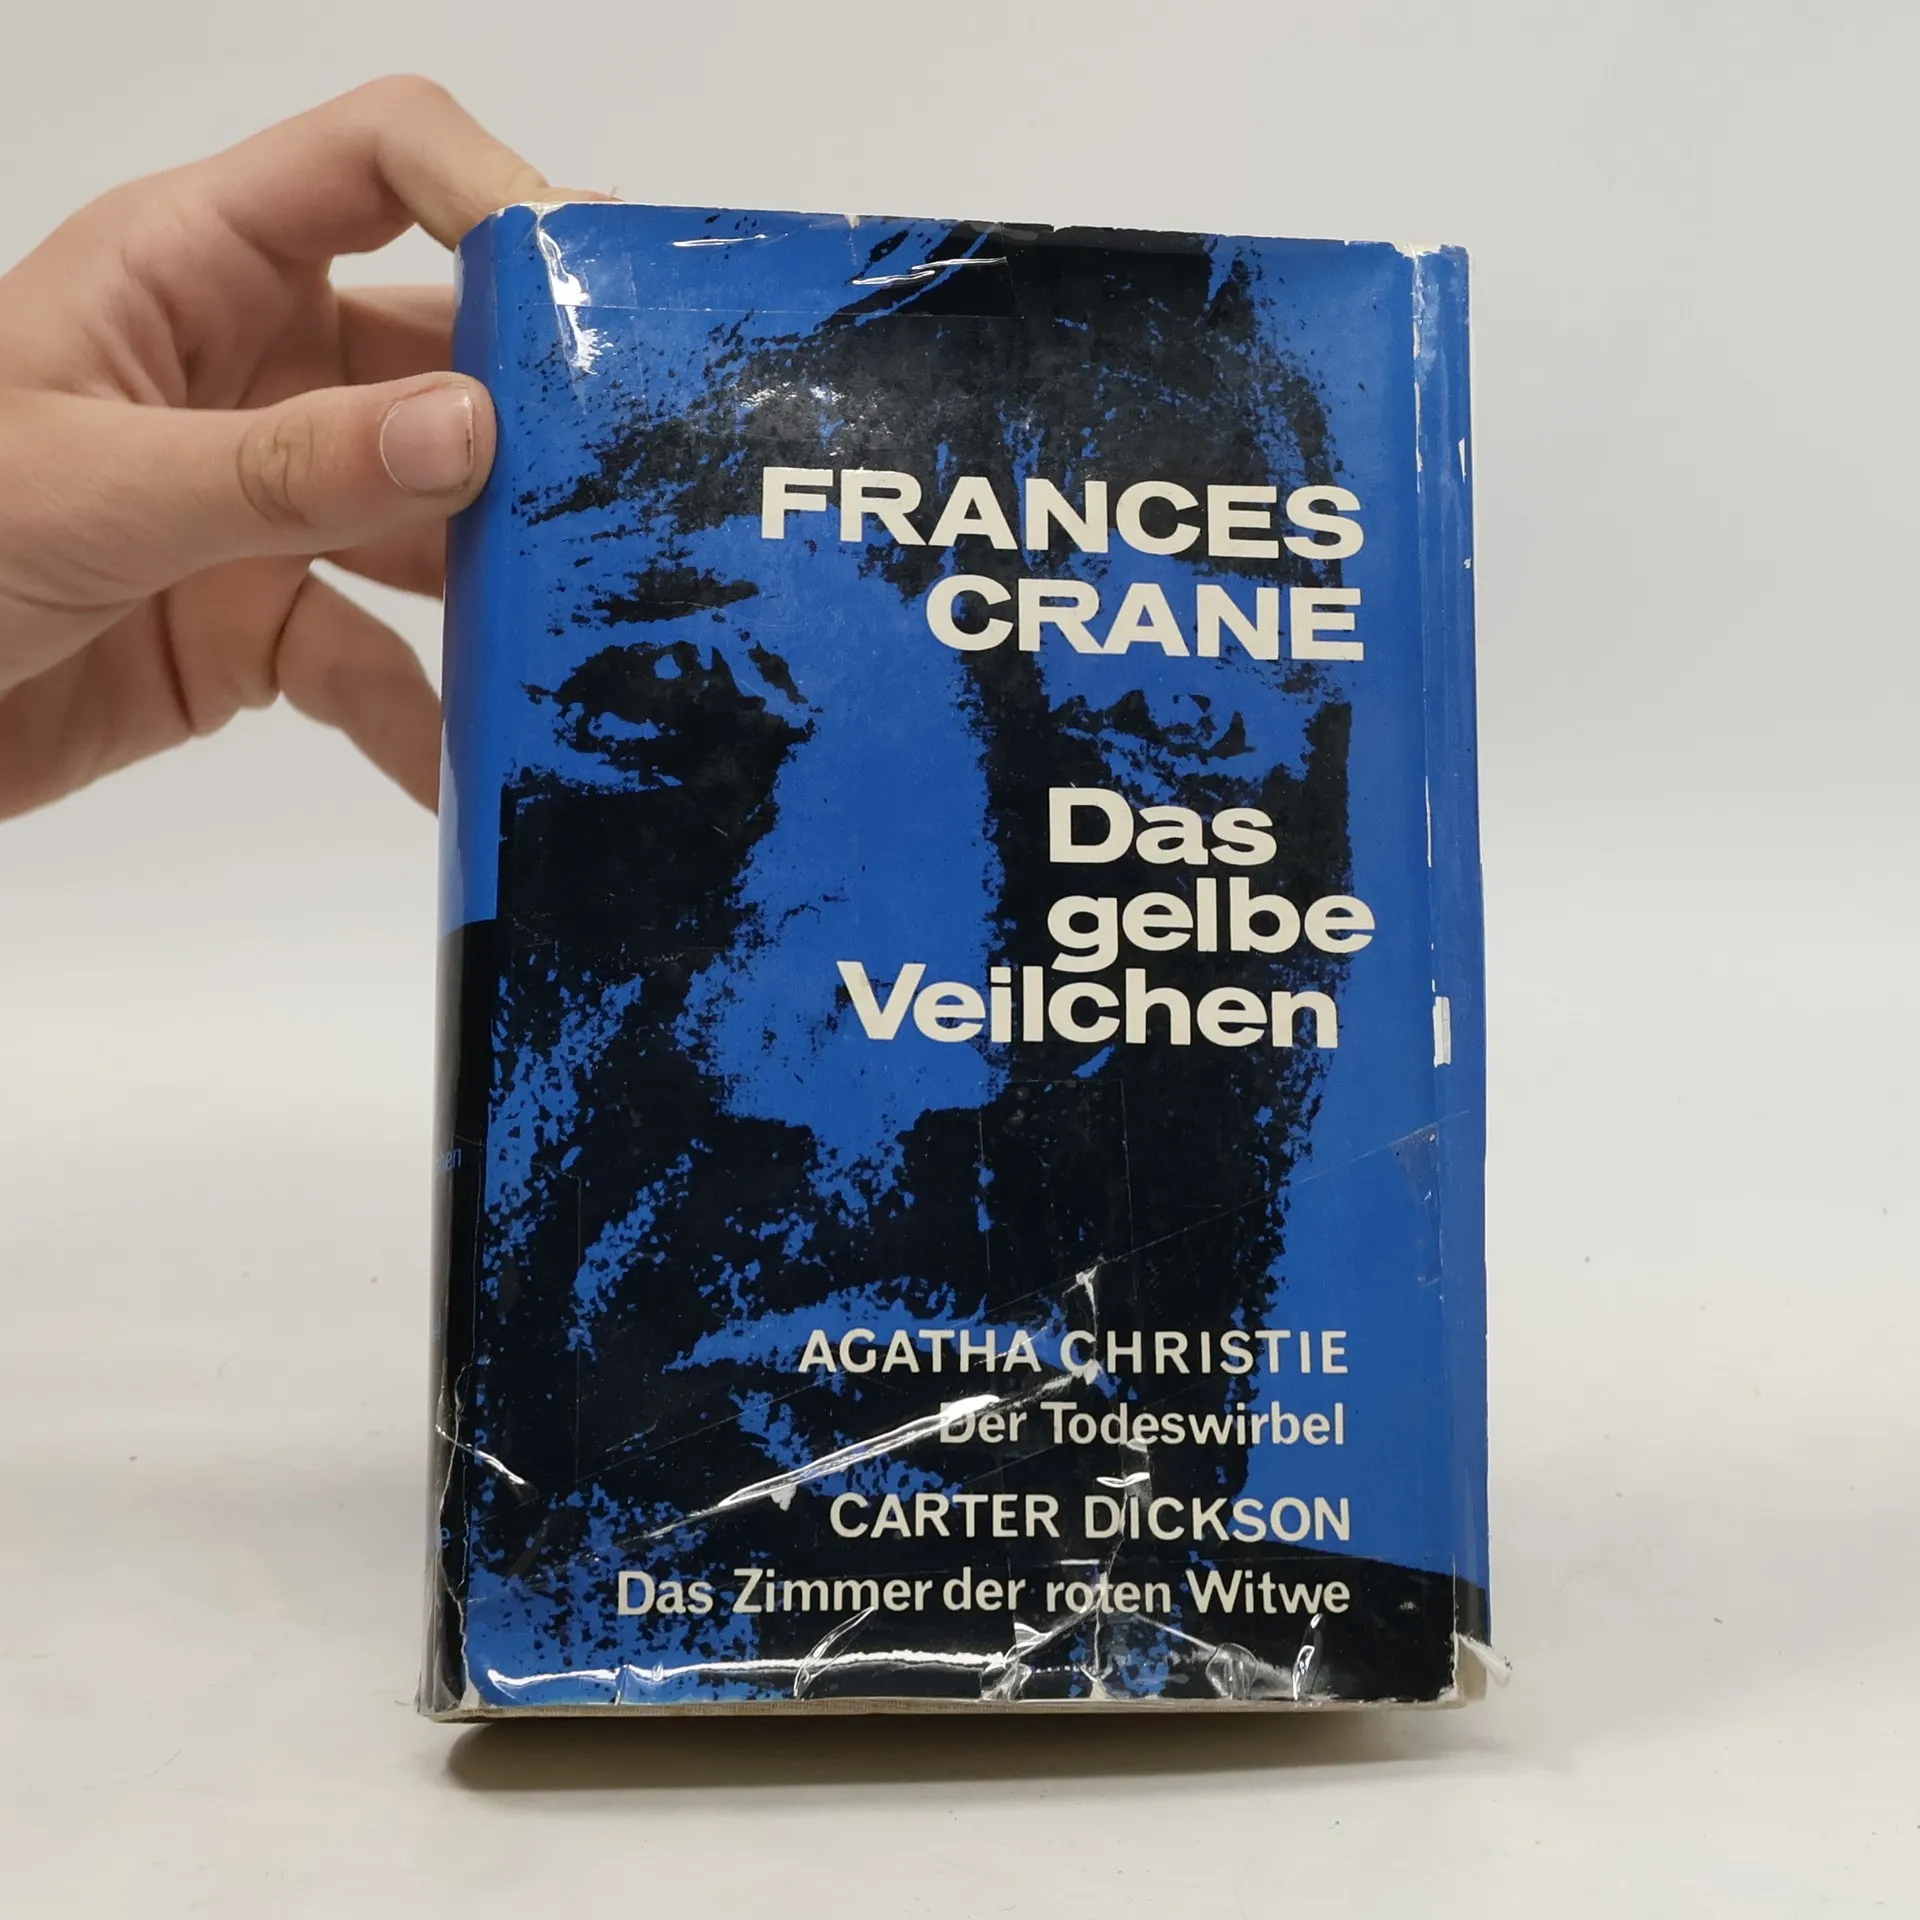 FRANCES
CRANE
Das
gelbe
Veilchen
AGATHA CHRISTIE
Der Todeswirbel
CARTER DICKSON
Das Zimmer der roten Witwe